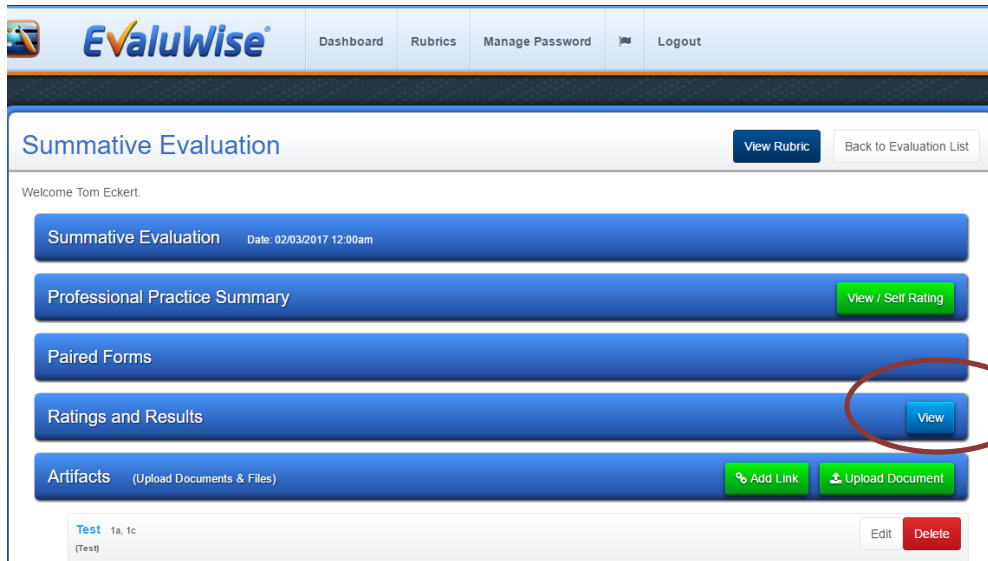 EvaluWise® Dashboard Rubrics Manage Password Logout
Summative Evaluation View Rubric Back to Evaluation List
Welcome Tom Eckert.
Summative Evaluation Date: 02/03/2017 12:00am
Professional Practice Summary View / Self Rating
Paired Forms
Ratings and Results View
Artifacts (Upload Documents & Files) Add Link Upload Document
Test 1a, 1c Edit Delete
(Test)